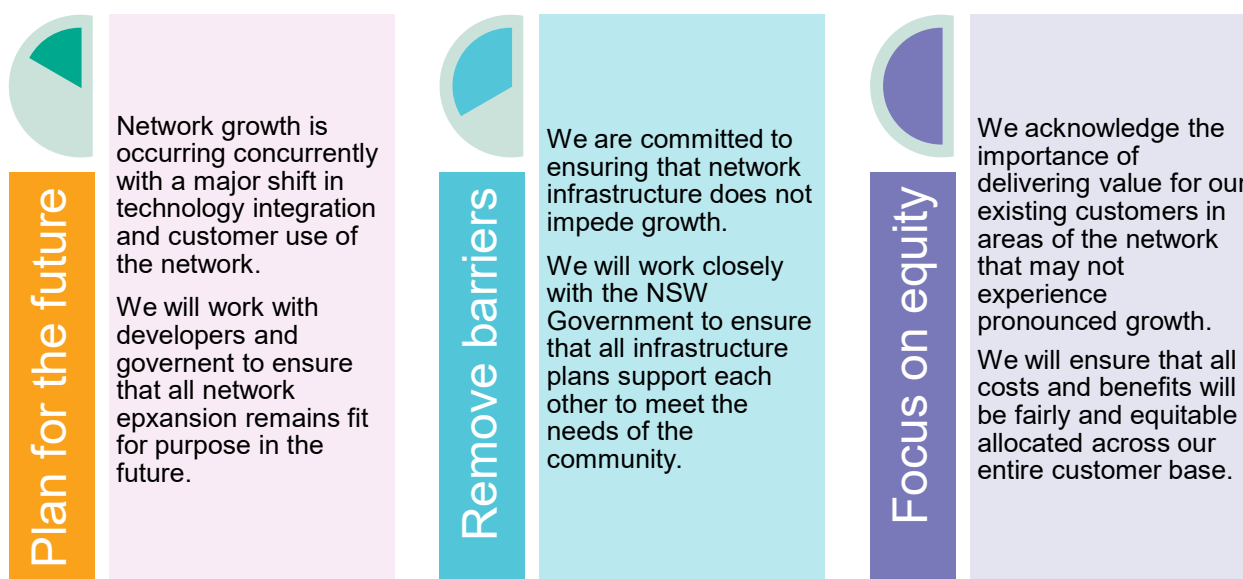 Plan for the future
Network growth is
occurring concurrently
with a major shift in
technology integration
and customer use of
the network.
We will work with
developers and
governent to ensure
that all network
epxansion remains fit
for purpose in the
future.
Remove barriers
We are committed to
ensuring that network
infrastructure does not
impede growth.
We will work closely
with the NSW
Government to ensure
that all infrastructure
plans support each
other to meet the
needs of the
community.
Focus on equity
We acknowledge the
importance of
delivering value for our
existing customers in
areas of the network
that may not
experience
pronounced growth.
We will ensure that all
costs and benefits will
be fairly and equitable
allocated across our
entire customer base.